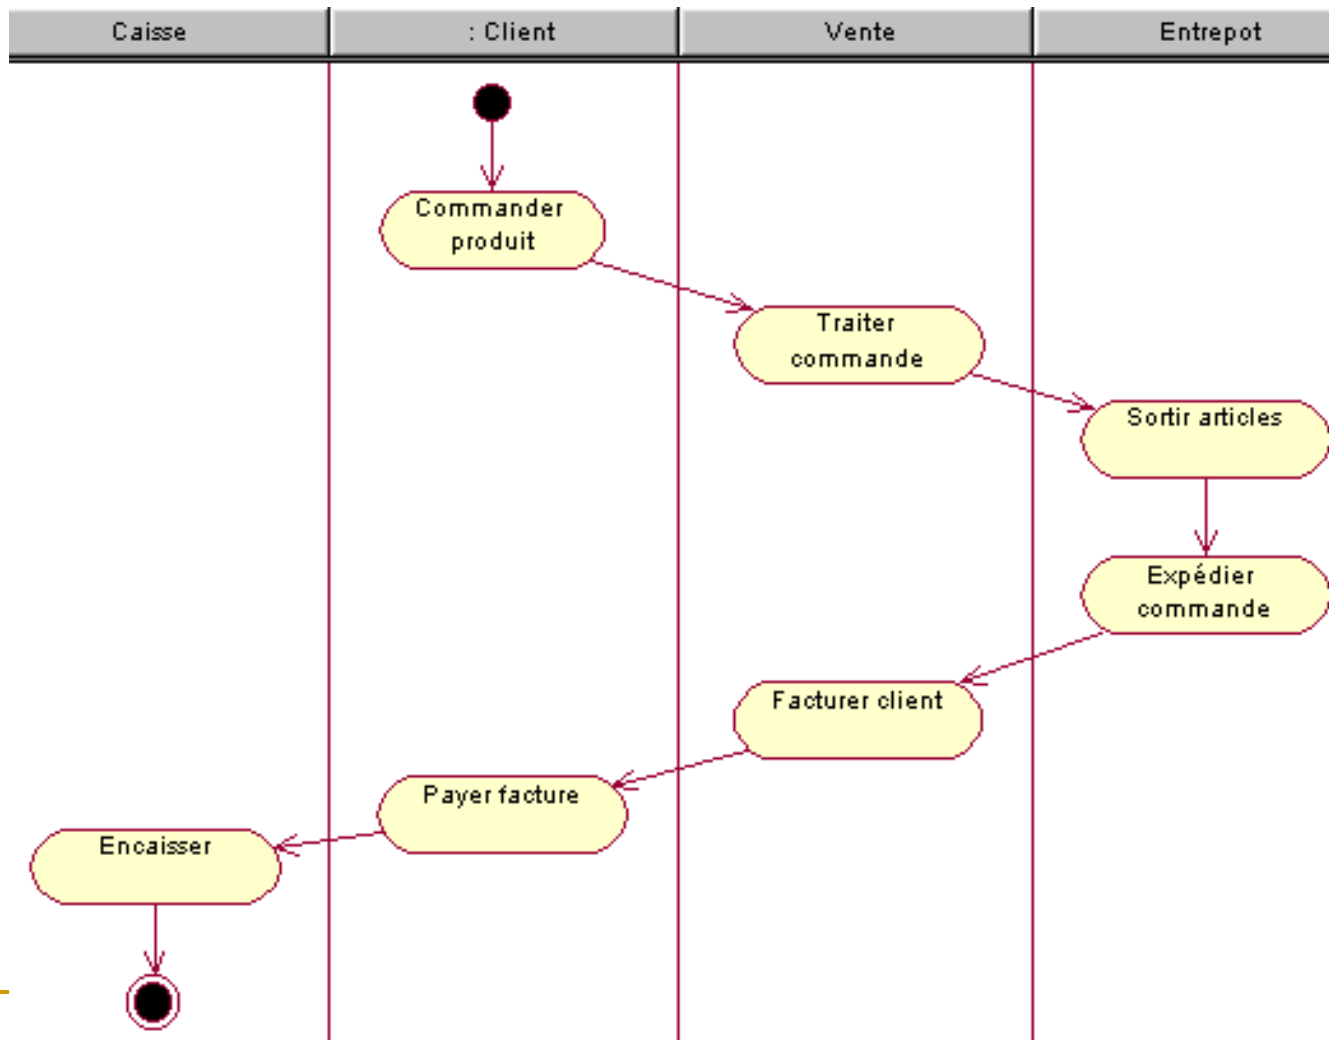 Caisse
: Client
Vente
Entrepot
Commander
produit
Traiter
commande
Sortir articles
Expédier
commande
Facturer client
Payer facture
Encaisser